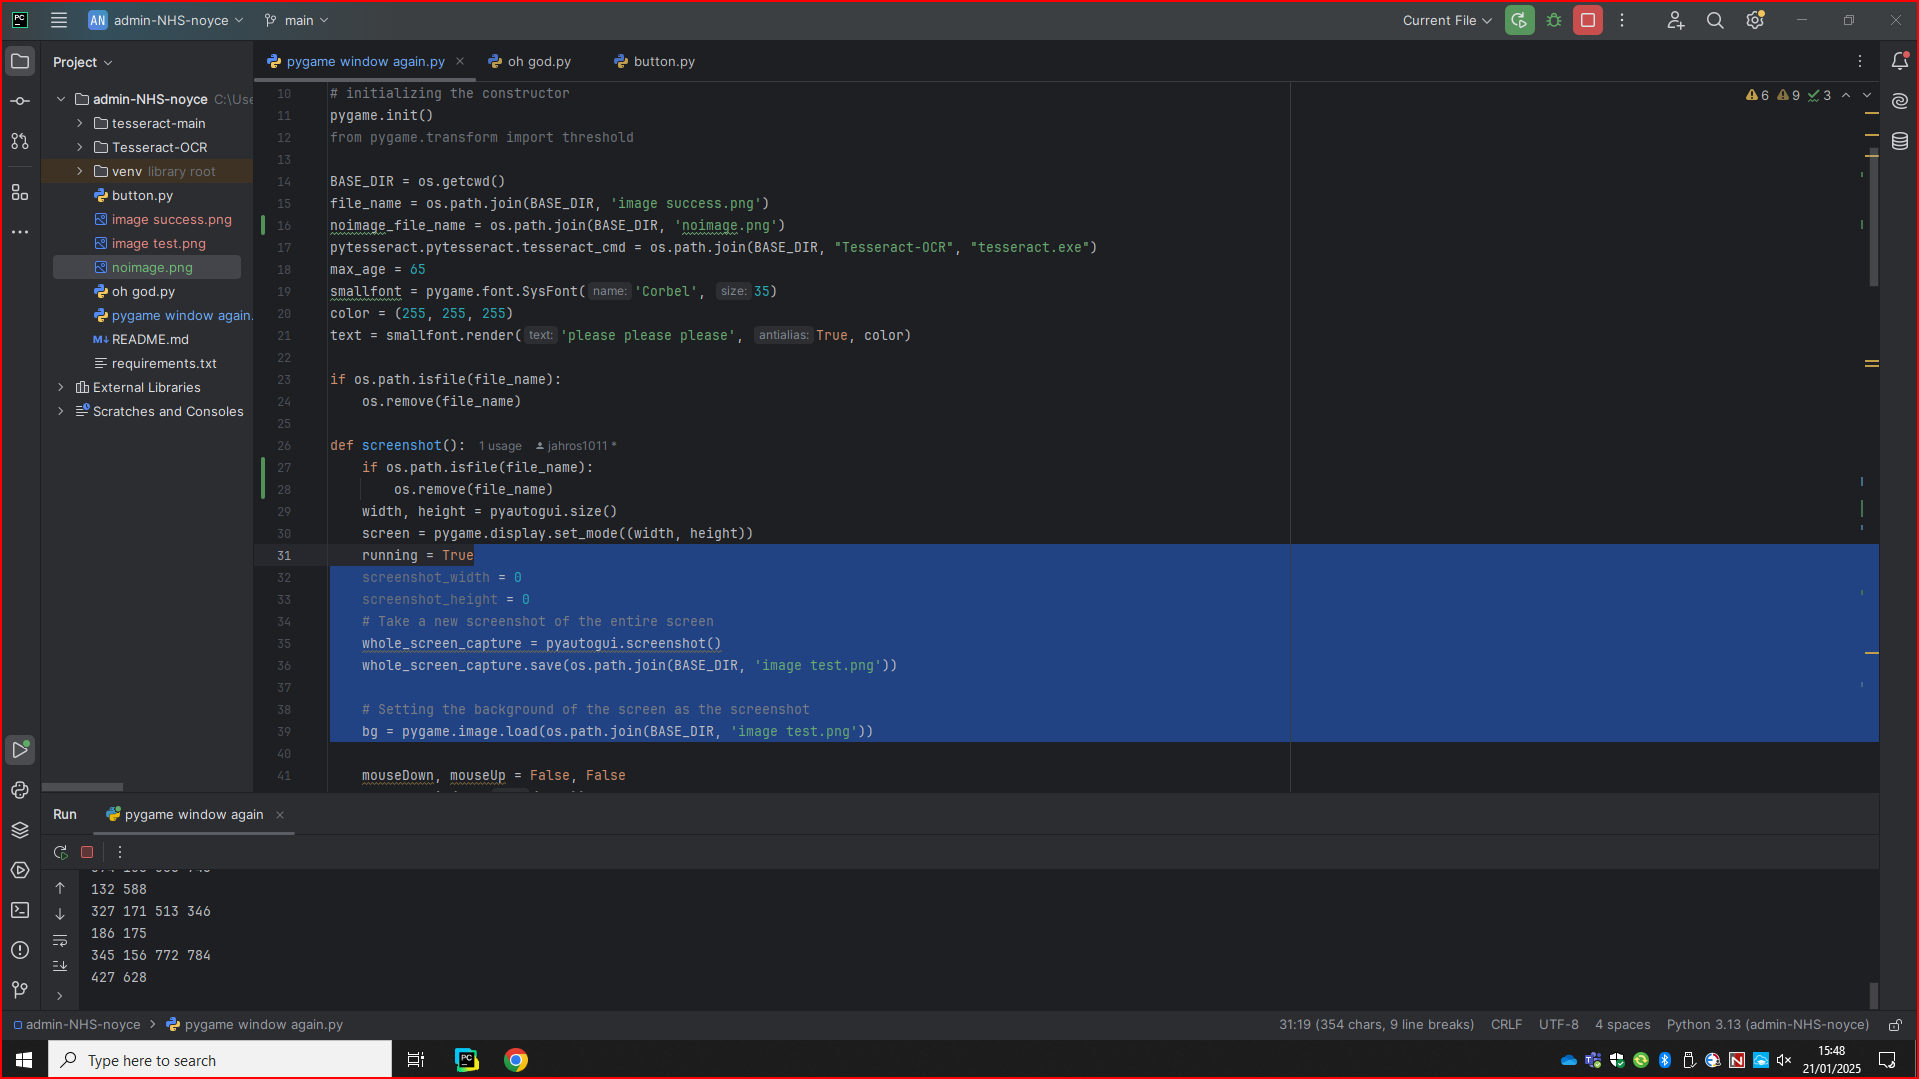 PC
AN admin-NHS-noyce main Current File
Project
pygame window again.py oh god.py button.py
admin-NHS-noyce C:\Use
tesseract-main
Tesseract-OCR
venv library root
button.py
image success.png
image test.png
noimage.png
oh god.py
pygame window again.
README.md
requirements.txt
External Libraries
Scratches and Consoles
6 9 3
10 # initializing the constructor
11 pygame.init()
12 from pygame.transform import threshold
13
14 BASE_DIR = os.getcwd()
15 file_name = os.path.join(BASE_DIR, 'image success.png')
16 noimage_file_name = os.path.join(BASE_DIR, 'noimage.png')
17 pytesseract.pytesseract.tesseract_cmd = os.path.join(BASE_DIR, "Tesseract-OCR", "tesseract.exe")
18 max_age = 65
19 smallfont = pygame.font.SysFont( name: 'Corbel', size: 35)
20 color = (255, 255, 255)
21 text = smallfont.render( text: 'please please please', antialias: True, color)
22
23 if os.path.isfile(file_name):
24 os.remove(file_name)
25
26 def screenshot(): 1 usage jahros1011 *
27 if os.path.isfile(file_name):
28 os.remove(file_name)
29 width, height = pyautogui.size()
30 screen = pygame.display.set_mode((width, height))
31 running = True
32 screenshot_width = 0
33 screenshot_height = 0
34 # Take a new screenshot of the entire screen
35 whole_screen_capture = pyautogui.screenshot()
36 whole_screen_capture.save(os.path.join(BASE_DIR, 'image test.png'))
37
38 # Setting the background of the screen as the screenshot
39 bg = pygame.image.load(os.path.join(BASE_DIR, 'image test.png'))
40
41 mouseDown, mouseUp = False, False
Run pygame window again
132 588
327 171 513 346
186 175
345 156 772 784
427 628
admin-NHS-noyce > pygame window again.py 31:19 (354 chars, 9 line breaks) CRLF UTF-8 4 spaces Python 3.13 (admin-NHS-noyce)
Type here to search
15:48
21/01/2025